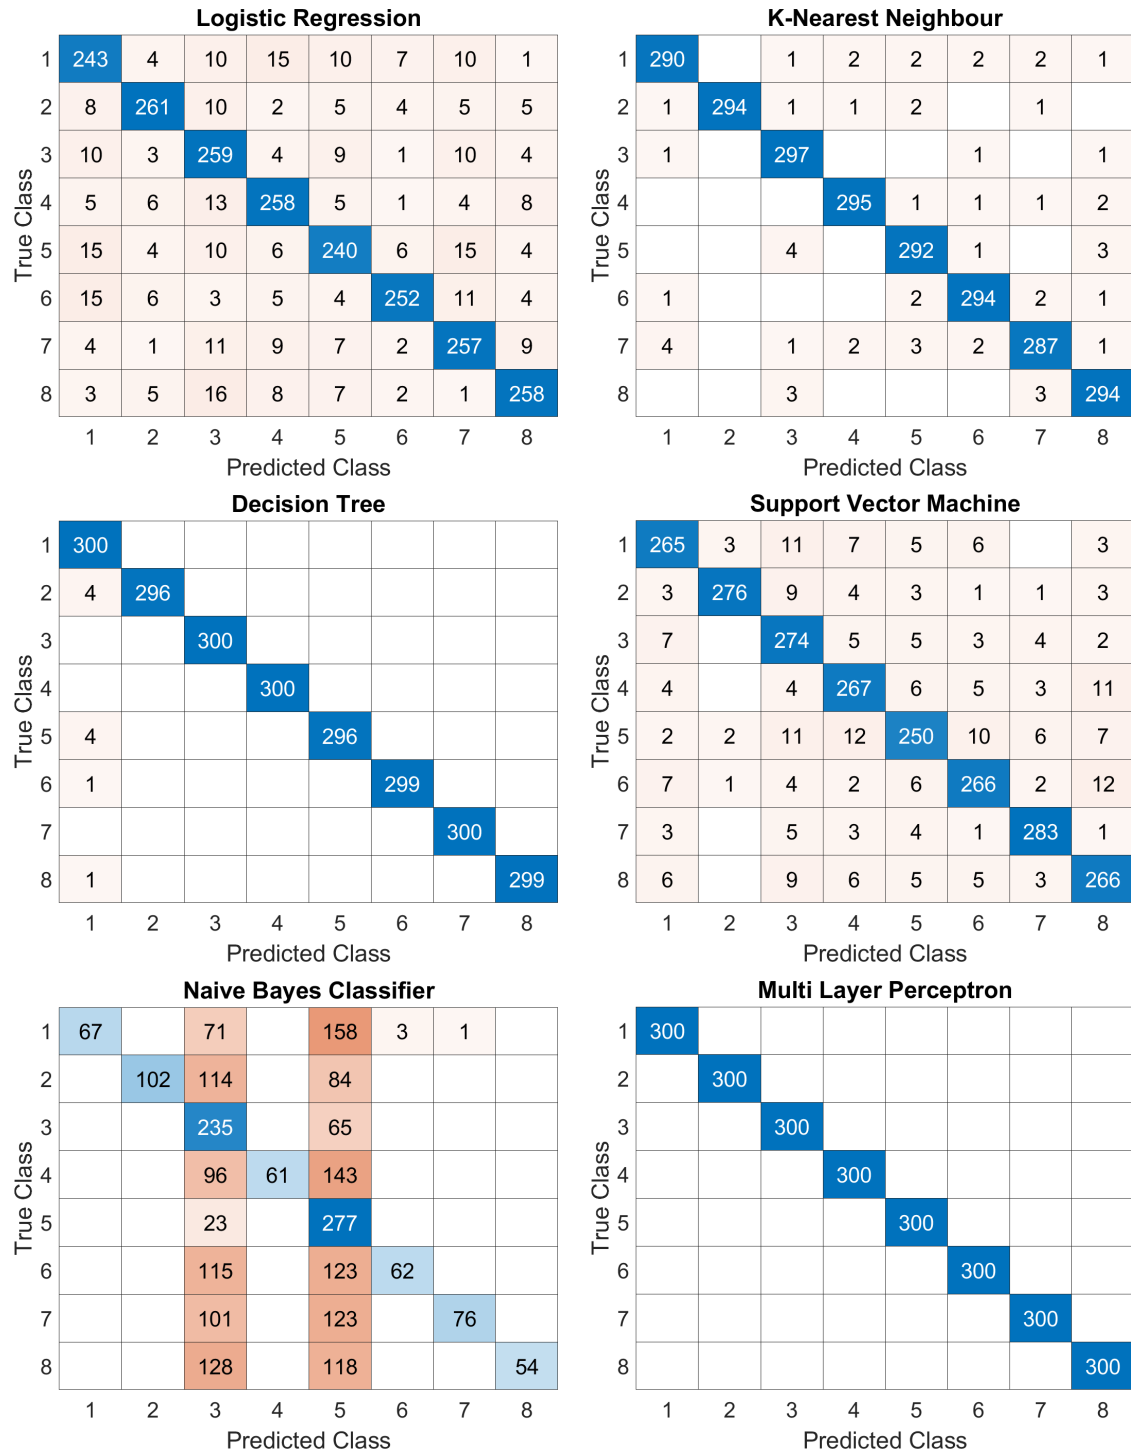 Logistic Regression
1 243 4 10 15 10 7 10 1
2 8 261 10 2 5 4 5 5
3 10 3 259 4 9 1 10 4
4 5 6 13 258 5 1 4 8
5 15 4 10 6 240 6 15 4
6 15 6 3 5 4 252 11 4
7 4 1 11 9 7 2 257 9
8 3 5 16 8 7 2 1 258
True Class
1 2 3 4 5 6 7 8
Predicted Class
K-Nearest Neighbour
1 290 1 2 2 2 2 1
2 1 294 1 1 2 1
3 1 297 1 1
4 295 1 1 1 2
5 4 292 1 3
6 1 2 294 2 1
7 4 1 2 3 2 287 1
8 3 3 294
True Class
1 2 3 4 5 6 7 8
Predicted Class
Decision Tree
1 300
2 4 296
3 300
4 300
5 4 296
6 1 299
7 300
8 1 299
True Class
1 2 3 4 5 6 7 8
Predicted Class
Support Vector Machine
1 265 3 11 7 5 6 3
2 3 276 9 4 3 1 1 3
3 7 274 5 5 3 4 2
4 4 4 267 6 5 3 11
5 2 2 11 12 250 10 6 7
6 7 1 4 2 6 266 2 12
7 3 5 3 4 1 283 1
8 6 9 6 5 5 3 266
True Class
1 2 3 4 5 6 7 8
Predicted Class
Naive Bayes Classifier
1 67 71 158 3 1
2 102 114 84
3 235 65
4 96 61 143
5 23 277
6 115 123 62
7 101 123 76
8 128 118 54
True Class
1 2 3 4 5 6 7 8
Predicted Class
Multi Layer Perceptron
1 300
2 300
3 300
4 300
5 300
6 300
7 300
8 300
True Class
1 2 3 4 5 6 7 8
Predicted Class